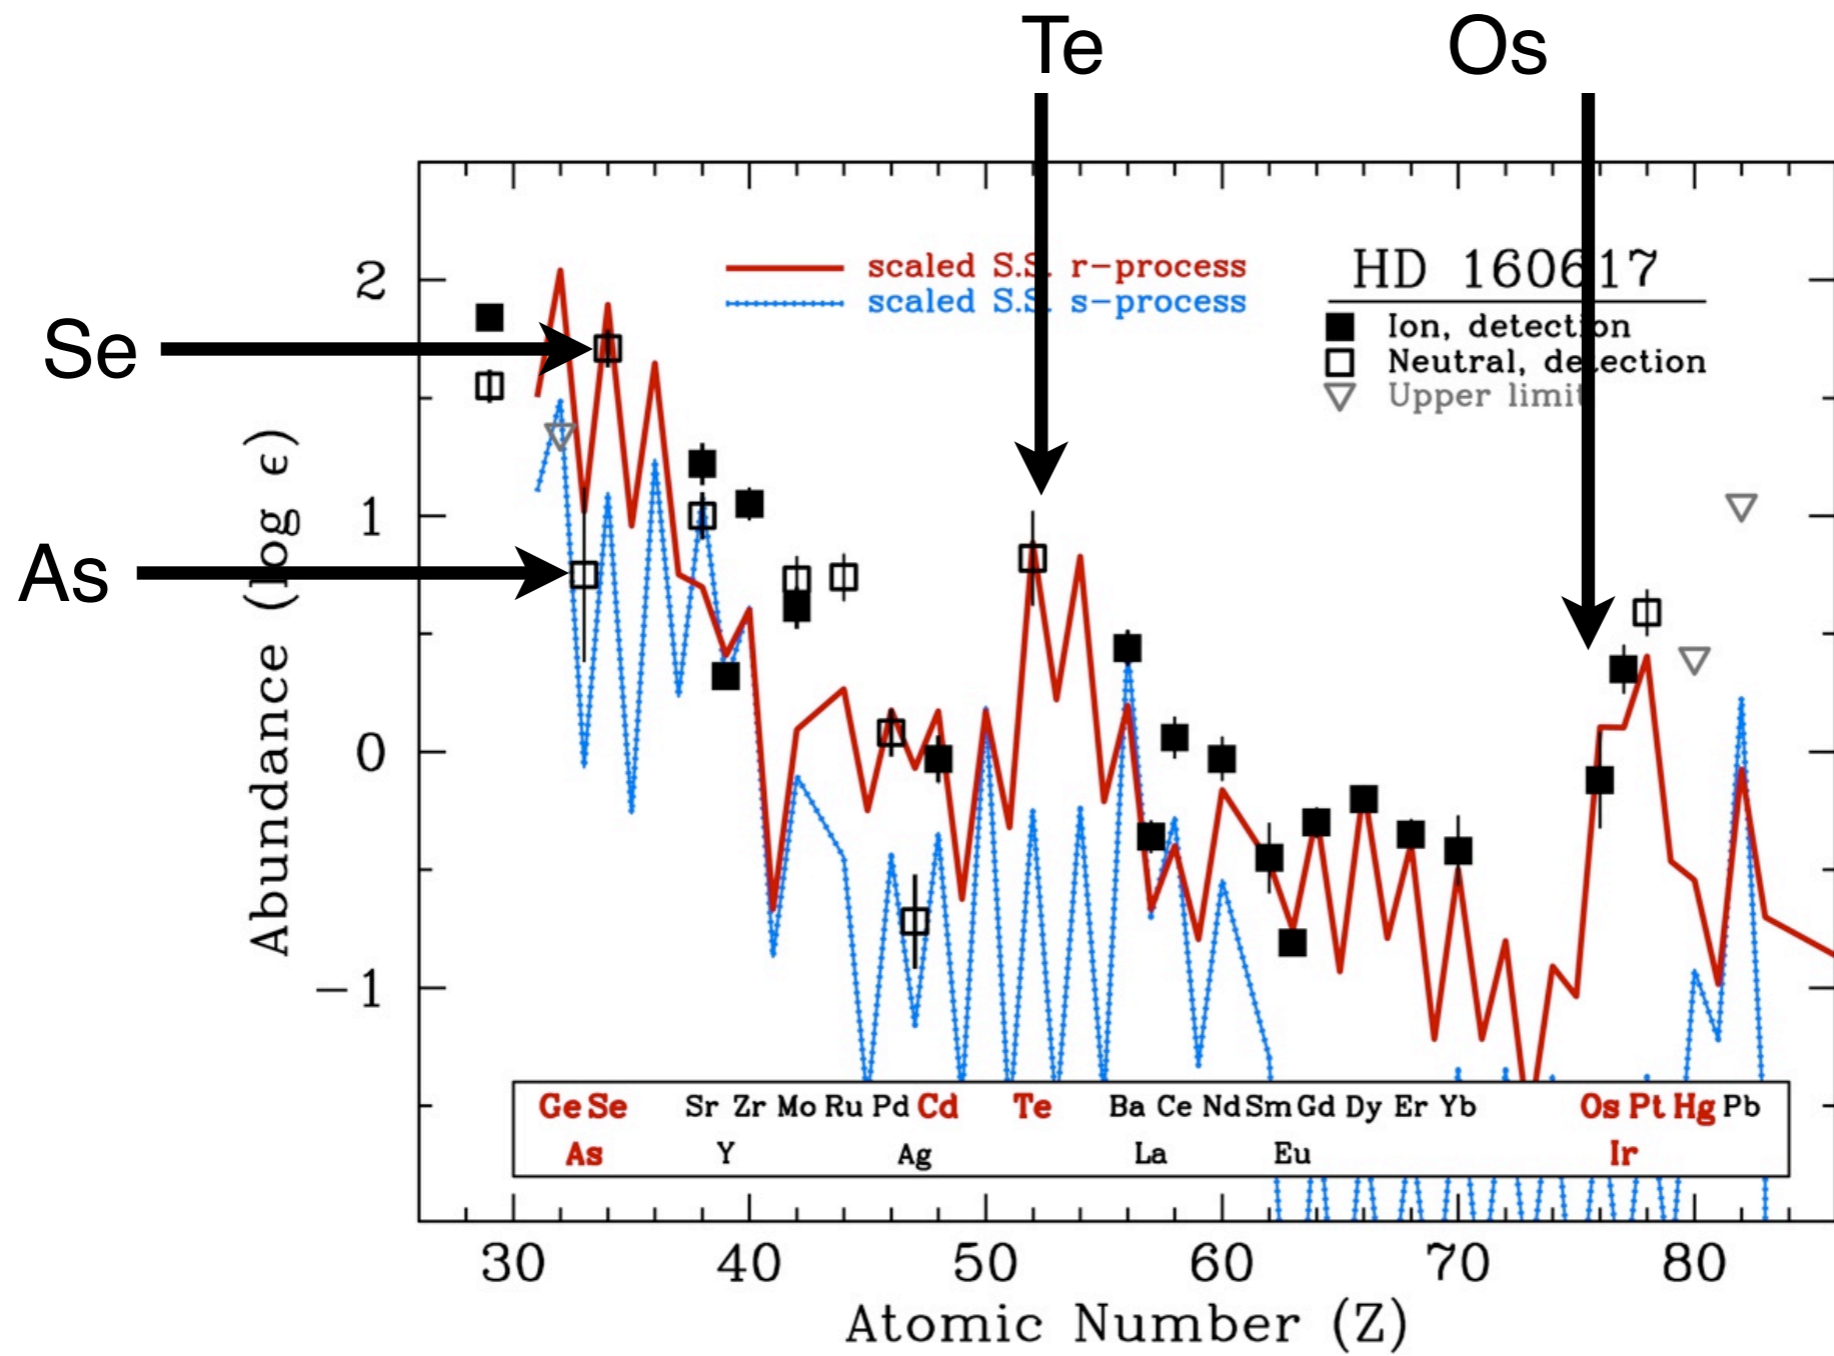 Te Os
2
scaled S.S. r-process
scaled S.S. s-process
HD 160617
Ion, detection
Neutral, detection
Upper limit
Se
1
As
Abundance (log ϵ)
0
-1
Ge Se Sr Zr Mo Ru Pd Cd Te Ba Ce Nd Sm Gd Dy Er Yb Os Pt Hg Pb
As Y Ag La Eu Ir
30 40 50 60 70 80
Atomic Number (Z)